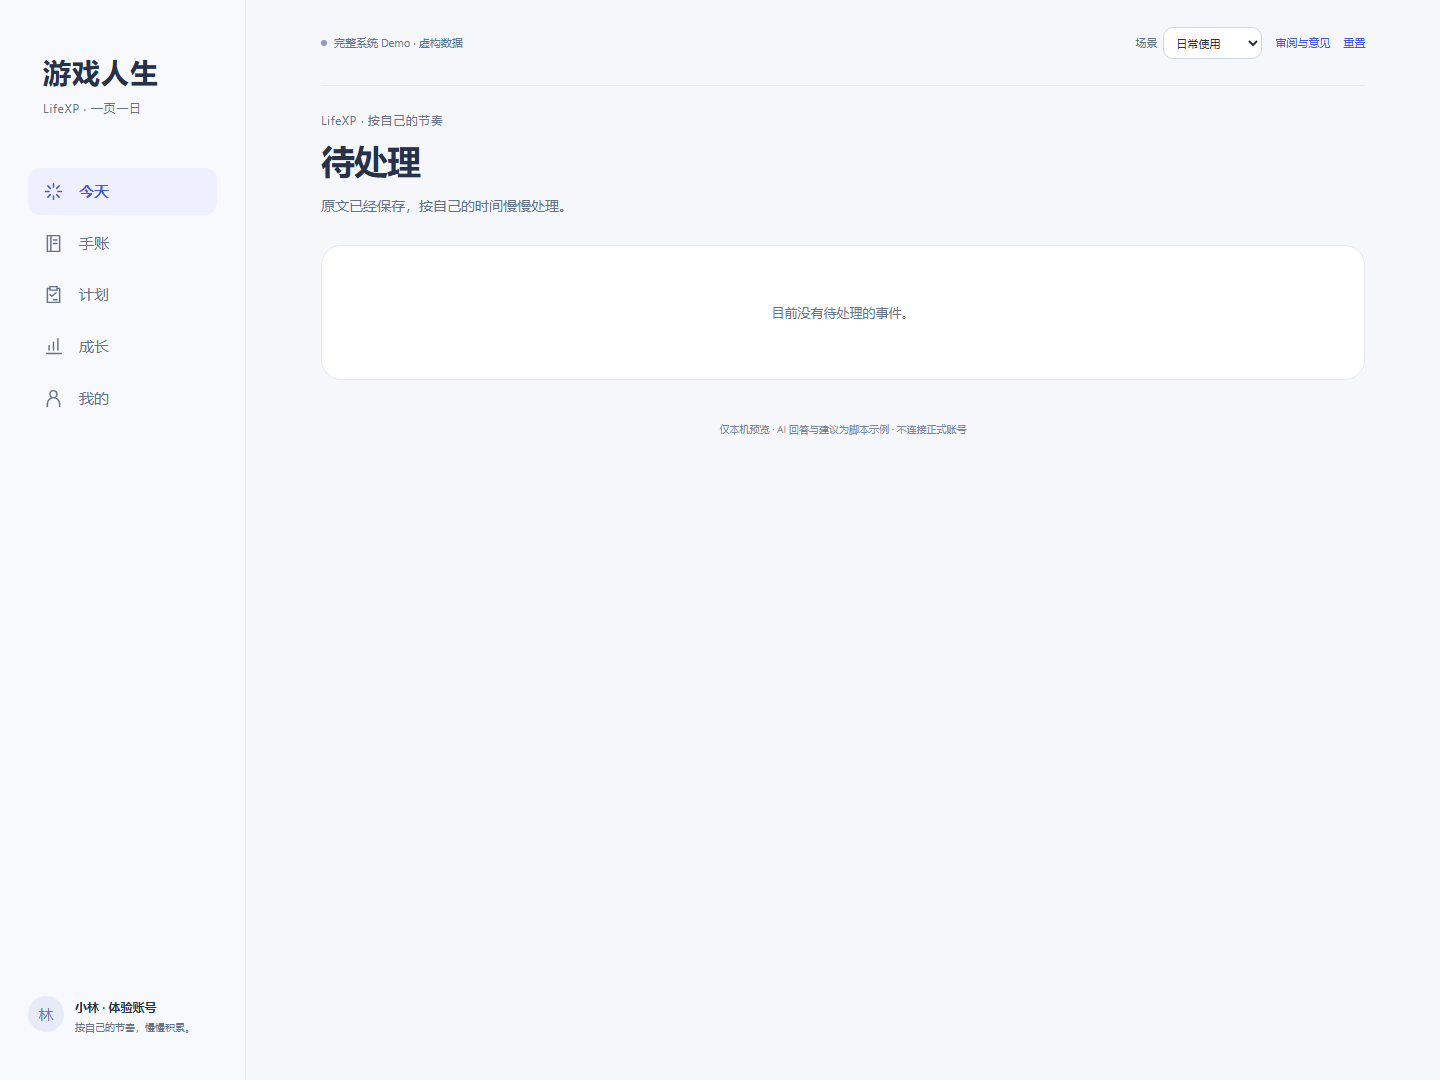 游戏人生
LifeXP · 一页一日
今天
手账
计划
成长
我的
林
小林 · 体验账号
按自己的节奏，慢慢积累。
完整系统 Demo · 虚构数据
场景 日常使用 审阅与意见 重置
LifeXP · 按自己的节奏
待处理
原文已经保存，按自己的时间慢慢处理。
目前没有待处理的事件。
仅本机预览 · AI 回答与建议为脚本示例 · 不连接正式账号